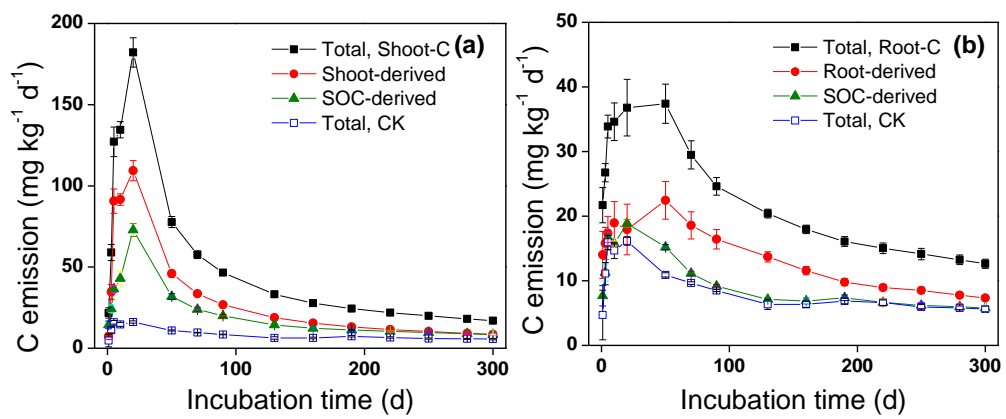 (a)
Total, Shoot-C
Shoot-derived
SOC-derived
Total, CK
C emission (mg kg⁻¹ d⁻¹)
200
150
100
50
0
0
100
200
300
Incubation time (d)
(b)
Total, Root-C
Root-derived
SOC-derived
Total, CK
C emission (mg kg⁻¹ d⁻¹)
50
40
30
20
10
0
0
100
200
300
Incubation time (d)